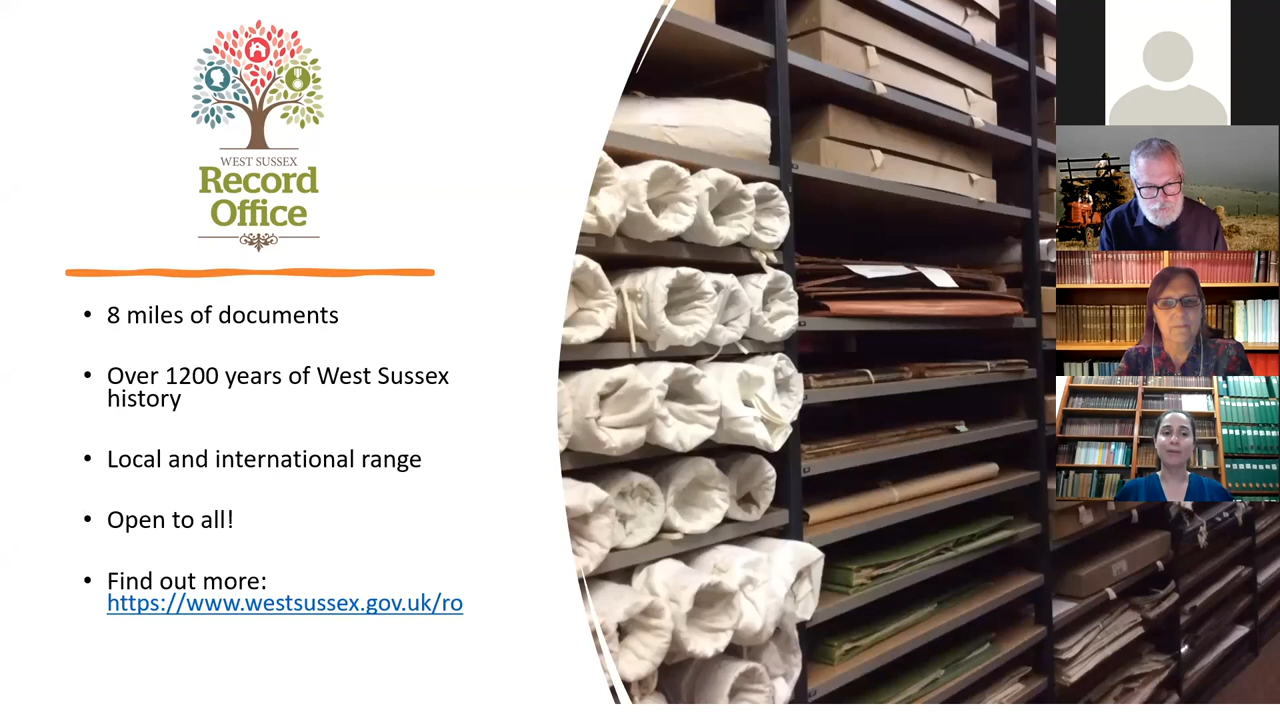 WEST SUSSEX
Record
Office
• 8 miles of documents
• Over 1200 years of West Sussex
history
• Local and international range
• Open to all!
• Find out more:
https://www.westsussex.gov.uk/ro